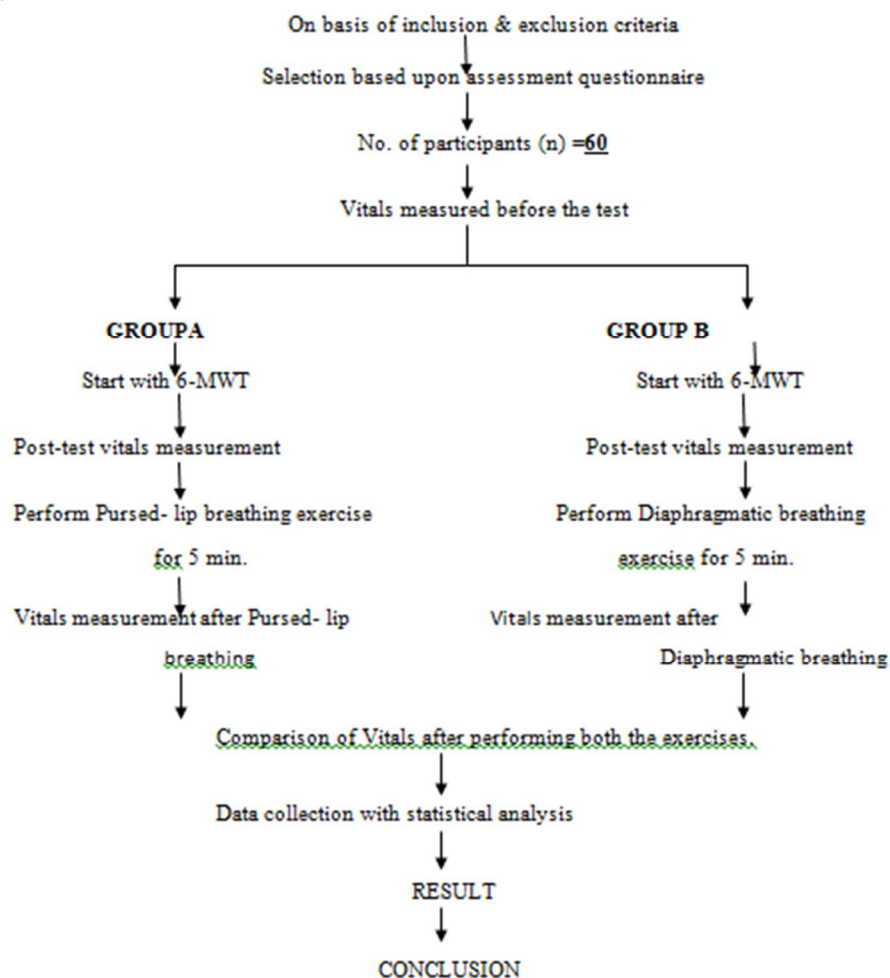 On basis of inclusion & exclusion criteria
Selection based upon assessment questionnaire
No. of participants (n) =60
Vitals measured before the test
GROUPA
GROUP B
Start with 6-MWT
Start with 6-MWT
Post-test vitals measurement
Post-test vitals measurement
Perform Pursed- lip breathing exercise
for 5 min.
Perform Diaphragmatic breathing
exercise for 5 min.
Vitals measurement after Pursed- lip
breathing
Vitals measurement after
Diaphragmatic breathing
Comparison of Vitals after performing both the exercises.
Data collection with statistical analysis
RESULT
CONCLUSION